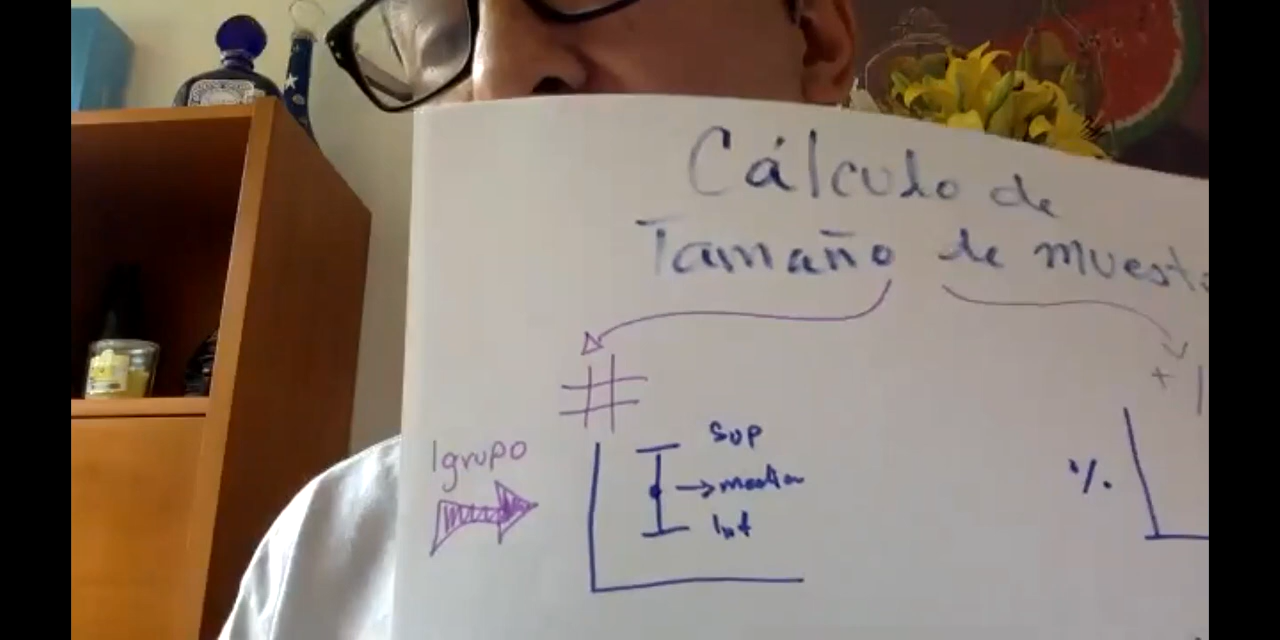 Cálculo de
Tamaño de muest
#
+
1grupo
Sup
media
Inf
%